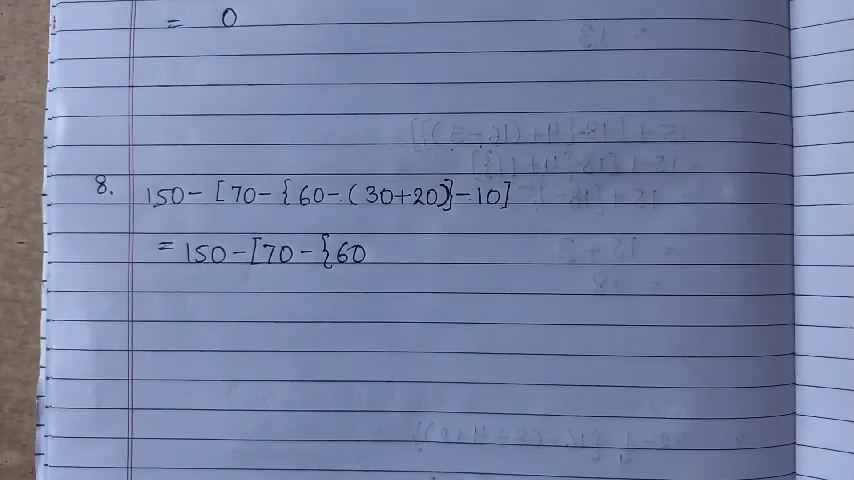 = 0
8. 150-[70-{60-(30+20)}-10]
= 150-[70-{60